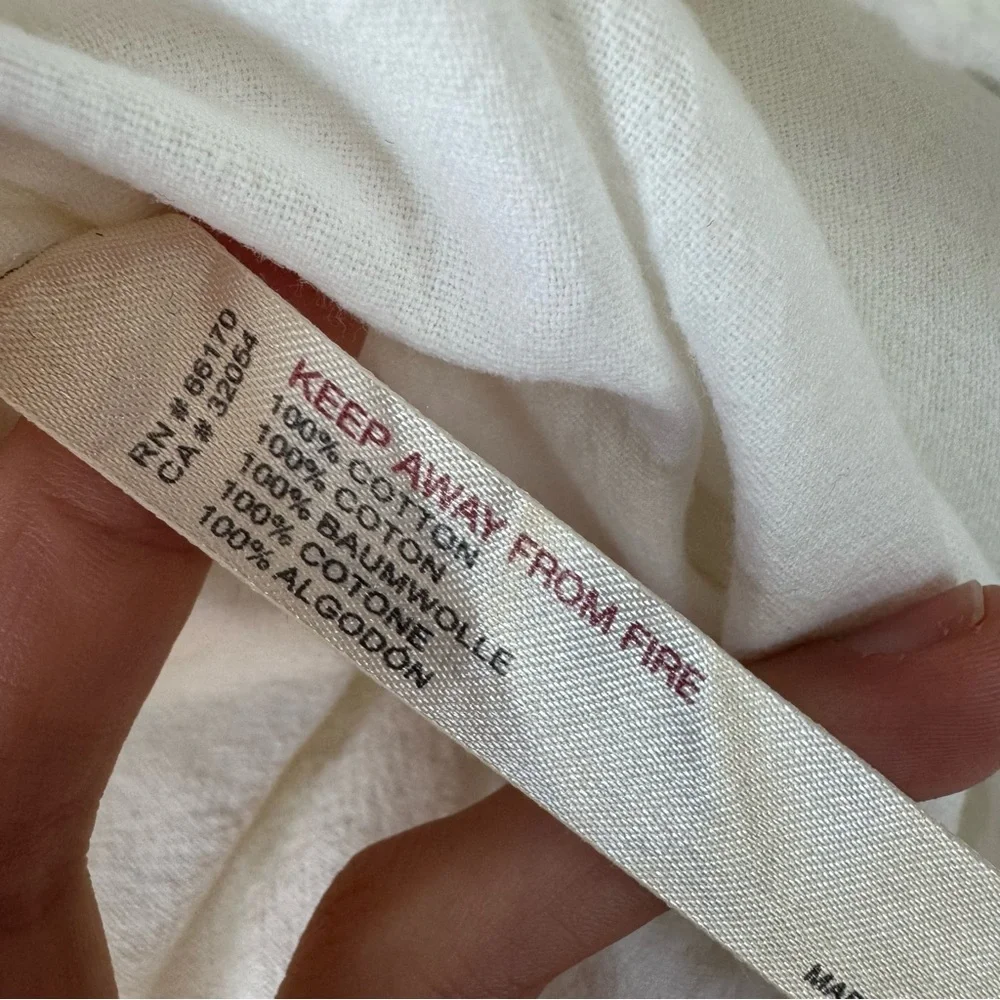 RN # 66170
CA # 32054
KEEP AWAY FROM FIRE
100% COTTON
100% COTON
100% BAUMWOLLE
100% COTONE
100% ALGODÓN